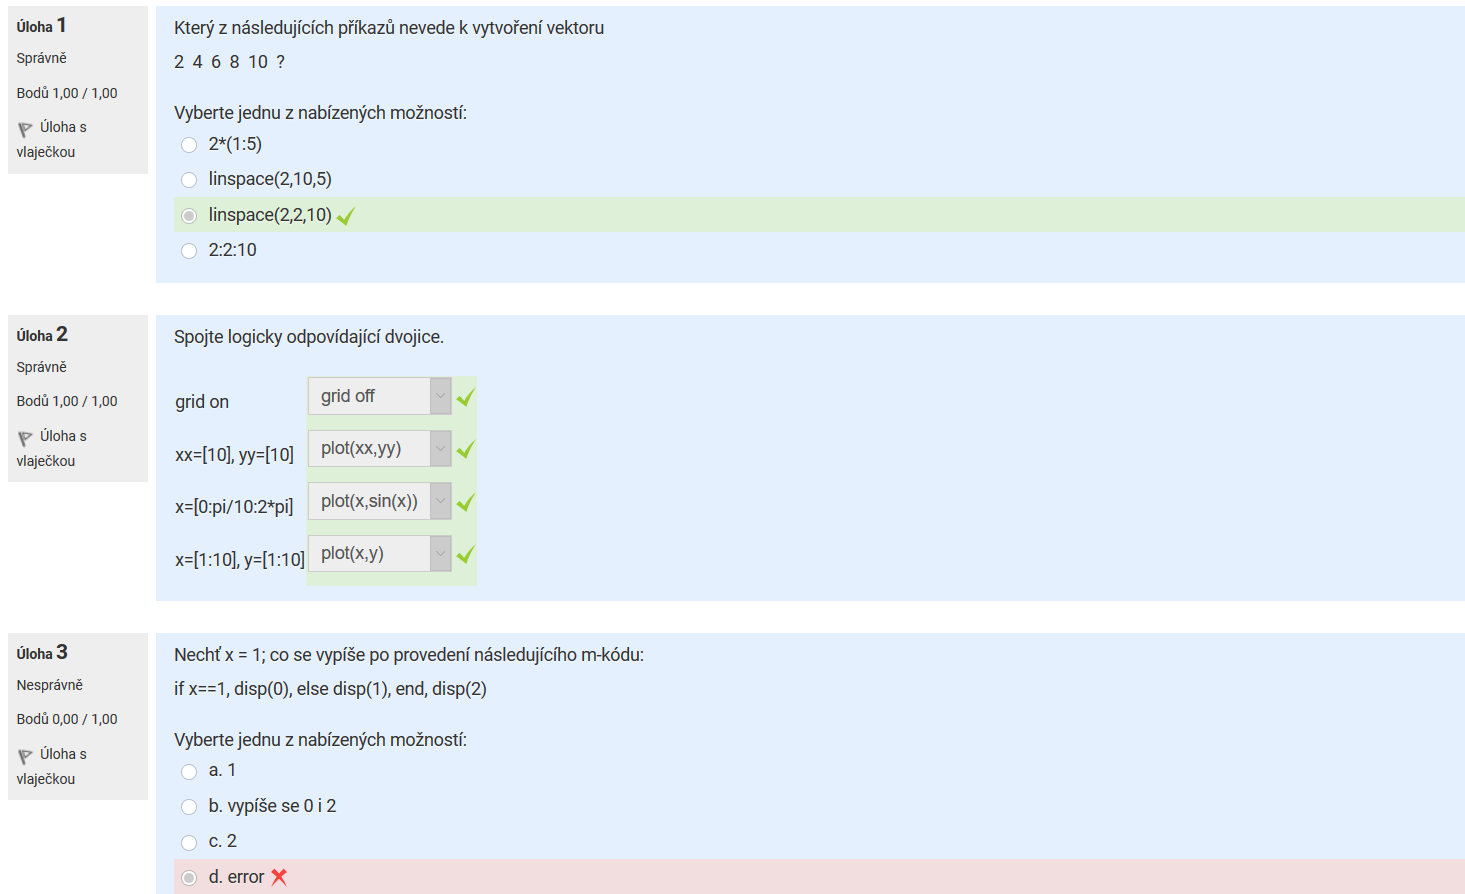 Úloha 1
Správně
Bodů 1,00 / 1,00
Úloha s
vlaječkou
Který z následujících příkazů nevede k vytvoření vektoru
2 4 6 8 10 ?
Vyberte jednu z nabízených možností:
2*(1:5)
linspace(2,10,5)
linspace(2,2,10)
2:2:10
Úloha 2
Správně
Bodů 1,00 / 1,00
Úloha s
vlaječkou
Spojte logicky odpovídající dvojice.
grid on grid off
xx=[10], yy=[10] plot(xx,yy)
x=[0:pi/10:2*pi] plot(x,sin(x))
x=[1:10], y=[1:10] plot(x,y)
Úloha 3
Nesprávně
Bodů 0,00 / 1,00
Úloha s
vlaječkou
Nechť x = 1; co se vypíše po provedení následujícího m-kódu:
if x==1, disp(0), else disp(1), end, disp(2)
Vyberte jednu z nabízených možností:
a. 1
b. vypíše se 0 i 2
c. 2
d. error